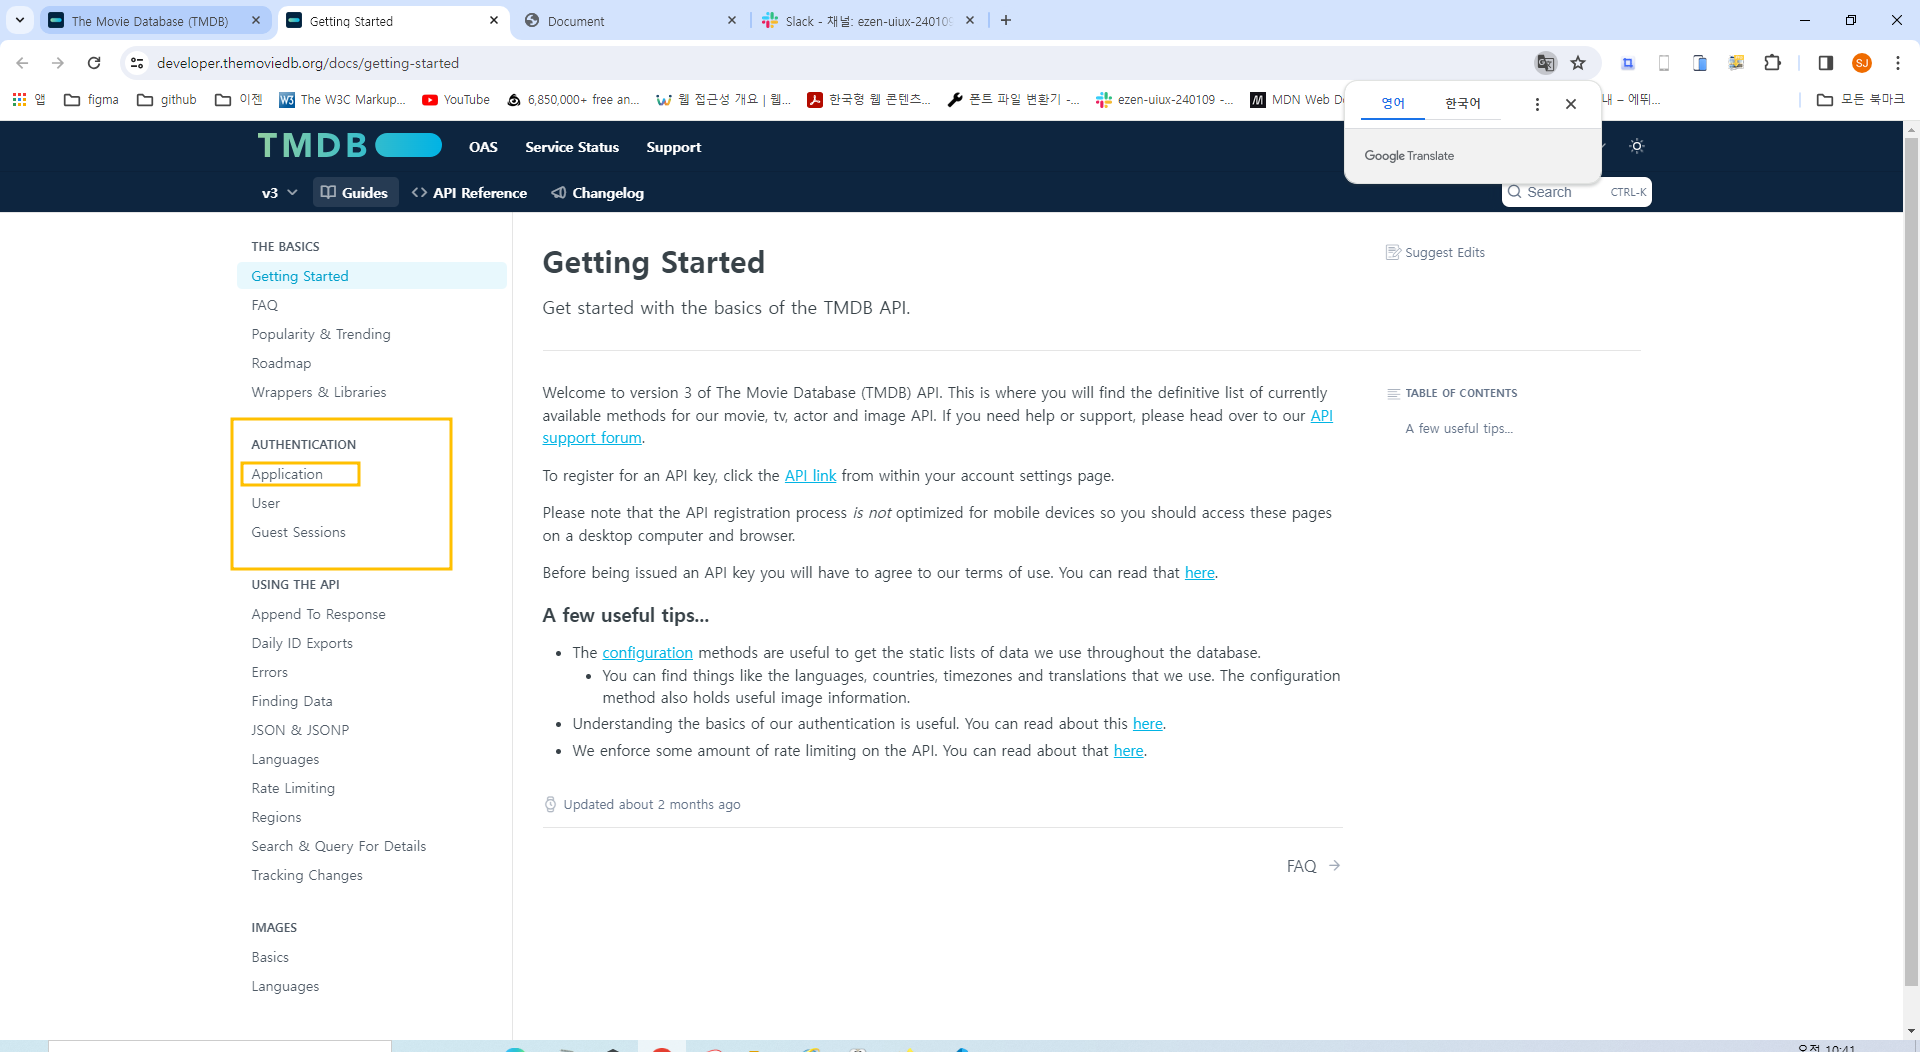 The Movie Database (TMDB)
Getting Started
Document
Slack - 채널: ezen-uiux-240109
developer.themoviedb.org/docs/getting-started
앱
figma
github
이젠
The W3C Markup...
YouTube
6,850,000+ free an...
웹 접근성 개요 | 웹...
한국형 웹 콘텐츠...
폰트 파일 변환기 -...
ezen-uiux-240109 -...
MDN Web D
내 – 에뛰...
모든 북마크
SJ
영어
한국어
Google Translate
TMDB
OAS
Service Status
Support
v3
Guides
API Reference
Changelog
Search
CTRL-K
THE BASICS
Getting Started
FAQ
Popularity & Trending
Roadmap
Wrappers & Libraries
AUTHENTICATION
Application
User
Guest Sessions
USING THE API
Append To Response
Daily ID Exports
Errors
Finding Data
JSON & JSONP
Languages
Rate Limiting
Regions
Search & Query For Details
Tracking Changes
IMAGES
Basics
Languages
Getting Started
Get started with the basics of the TMDB API.
Suggest Edits
Welcome to version 3 of The Movie Database (TMDB) API. This is where you will find the definitive list of currently
available methods for our movie, tv, actor and image API. If you need help or support, please head over to our API
support forum.
To register for an API key, click the API link from within your account settings page.
Please note that the API registration process is not optimized for mobile devices so you should access these pages
on a desktop computer and browser.
Before being issued an API key you will have to agree to our terms of use. You can read that here.
A few useful tips...
The configuration methods are useful to get the static lists of data we use throughout the database.
You can find things like the languages, countries, timezones and translations that we use. The configuration
method also holds useful image information.
Understanding the basics of our authentication is useful. You can read about this here.
We enforce some amount of rate limiting on the API. You can read about that here.
Updated about 2 months ago
FAQ
TABLE OF CONTENTS
A few useful tips...
오전 10:41